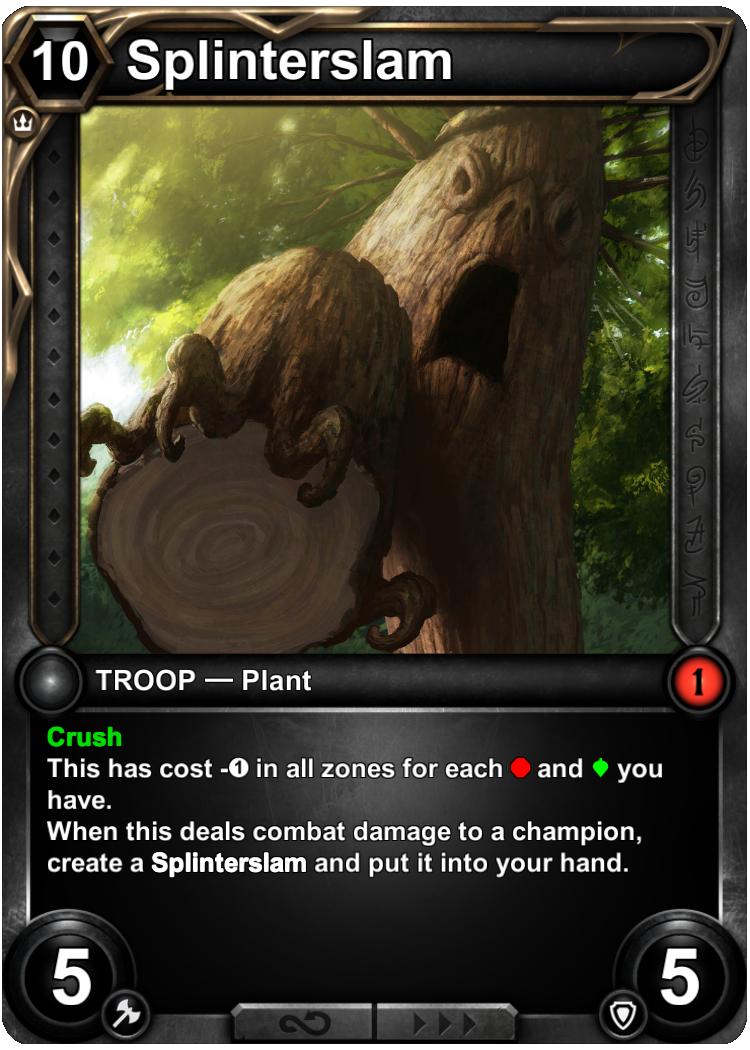 10 Splinterslam
TROOP — Plant 1
Crush
This has cost -1 in all zones for each and you
have.
When this deals combat damage to a champion,
create a Splinterslam and put it into your hand.
5 5